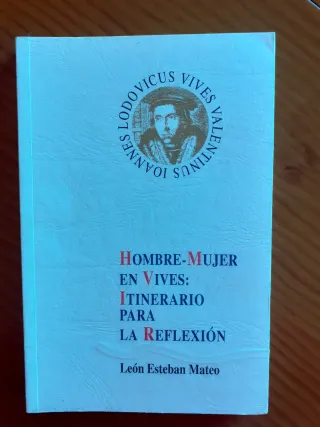 IOANNES LODOVICUS VIVES VALENTINUS
HOMBRE-MUJER
EN VIVES:
ITINERARIO
PARA
LA REFLEXIÓN
León Esteban Mateo